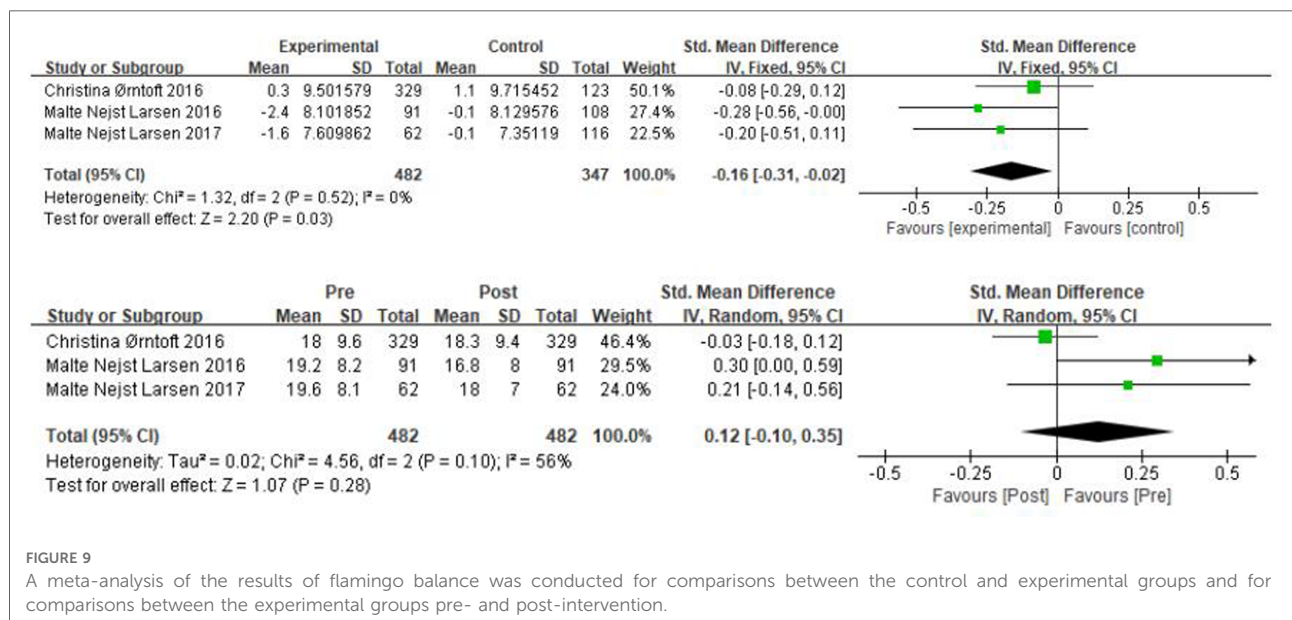 Experimental Control Std. Mean Difference Std. Mean Difference
Study or Subgroup Mean SD Total Mean SD Total Weight IV, Fixed, 95% CI IV, Fixed, 95% CI
Christina Ørntoft 2016 0.3 9.501579 329 1.1 9.715452 123 50.1% -0.08 [-0.29, 0.12]
Malte Nejst Larsen 2016 -2.4 8.101852 91 -0.1 8.129576 108 27.4% -0.28 [-0.56, -0.00]
Malte Nejst Larsen 2017 -1.6 7.609862 62 -0.1 7.35119 116 22.5% -0.20 [-0.51, 0.11]
Total (95% CI) 482 347 100.0% -0.16 [-0.31, -0.02]
Heterogeneity: Chi² = 1.32, df = 2 (P = 0.52); I² = 0%
Test for overall effect: Z = 2.20 (P = 0.03)
-0.5 -0.25 0 0.25 0.5
Favours [experimental] Favours [control]
Pre Post Std. Mean Difference Std. Mean Difference
Study or Subgroup Mean SD Total Mean SD Total Weight IV, Random, 95% CI IV, Random, 95% CI
Christina Ørntoft 2016 18 9.6 329 18.3 9.4 329 46.4% -0.03 [-0.18, 0.12]
Malte Nejst Larsen 2016 19.2 8.2 91 16.8 8 91 29.5% 0.30 [0.00, 0.59]
Malte Nejst Larsen 2017 19.6 8.1 62 18 7 62 24.0% 0.21 [-0.14, 0.56]
Total (95% CI) 482 482 100.0% 0.12 [-0.10, 0.35]
Heterogeneity: Tau² = 0.02; Chi² = 4.56, df = 2 (P = 0.10); I² = 56%
Test for overall effect: Z = 1.07 (P = 0.28)
-0.5 -0.25 0 0.25 0.5
Favours [Post] Favours [Pre]
FIGURE 9
A meta-analysis of the results of flamingo balance was conducted for comparisons between the control and experimental groups and for
comparisons between the experimental groups pre- and post-intervention.